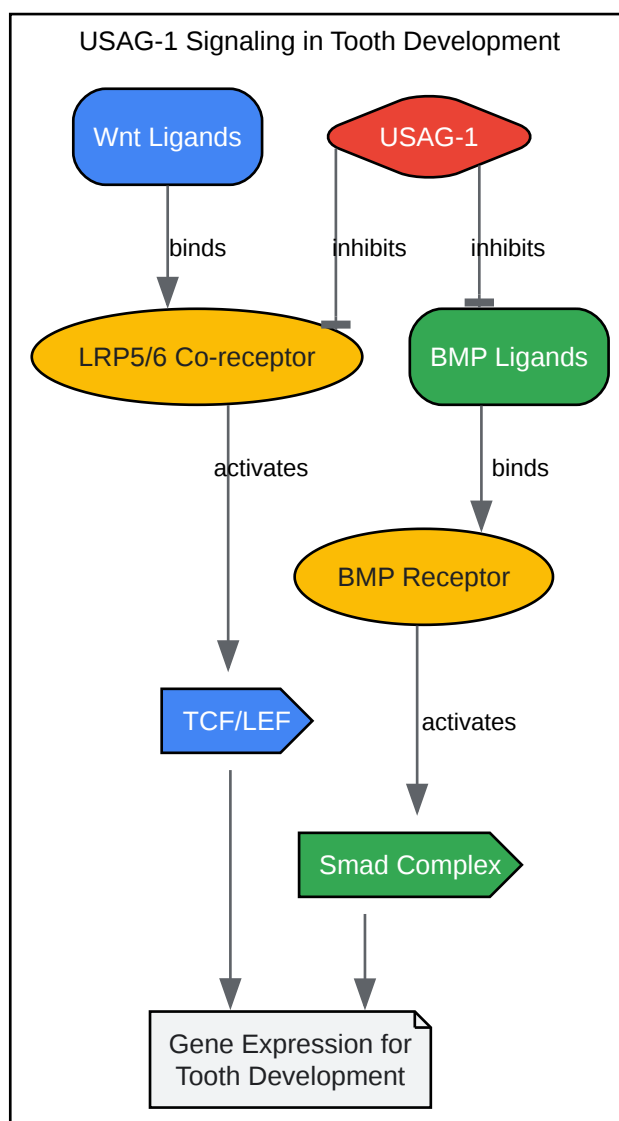 USAG-1 Signaling in Tooth Development
Wnt Ligands
USAG-1
binds
inhibits
inhibits
LRP5/6 Co-receptor
BMP Ligands
activates
binds
BMP Receptor
TCF/LEF
activates
Smad Complex
Gene Expression for
Tooth Development